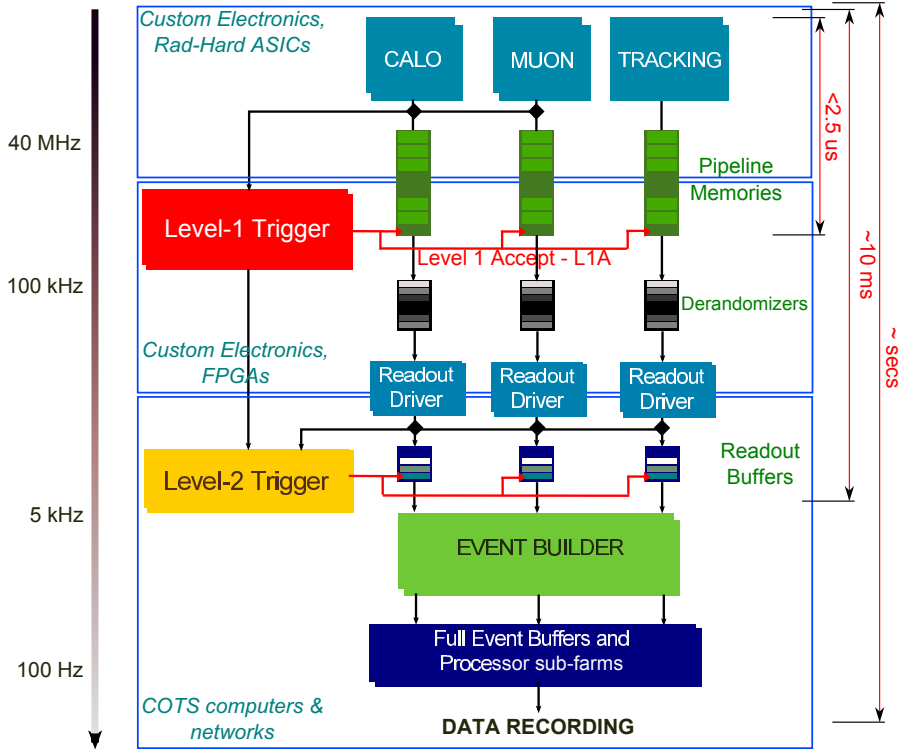 Custom Electronics,
Rad-Hard ASICs
CALO
MUON
TRACKING
<2.5 us
40 MHz
Pipeline
Memories
Level-1 Trigger
~10 ms
Level 1 Accept - L1A
100 kHz
Derandomizers
~ secs
Custom Electronics,
FPGAs
Readout
Driver
Readout
Driver
Readout
Driver
Readout
Buffers
Level-2 Trigger
5 kHz
EVENT BUILDER
Full Event Buffers and
Processor sub-farms
100 Hz
COTS computers &
networks
DATA RECORDING